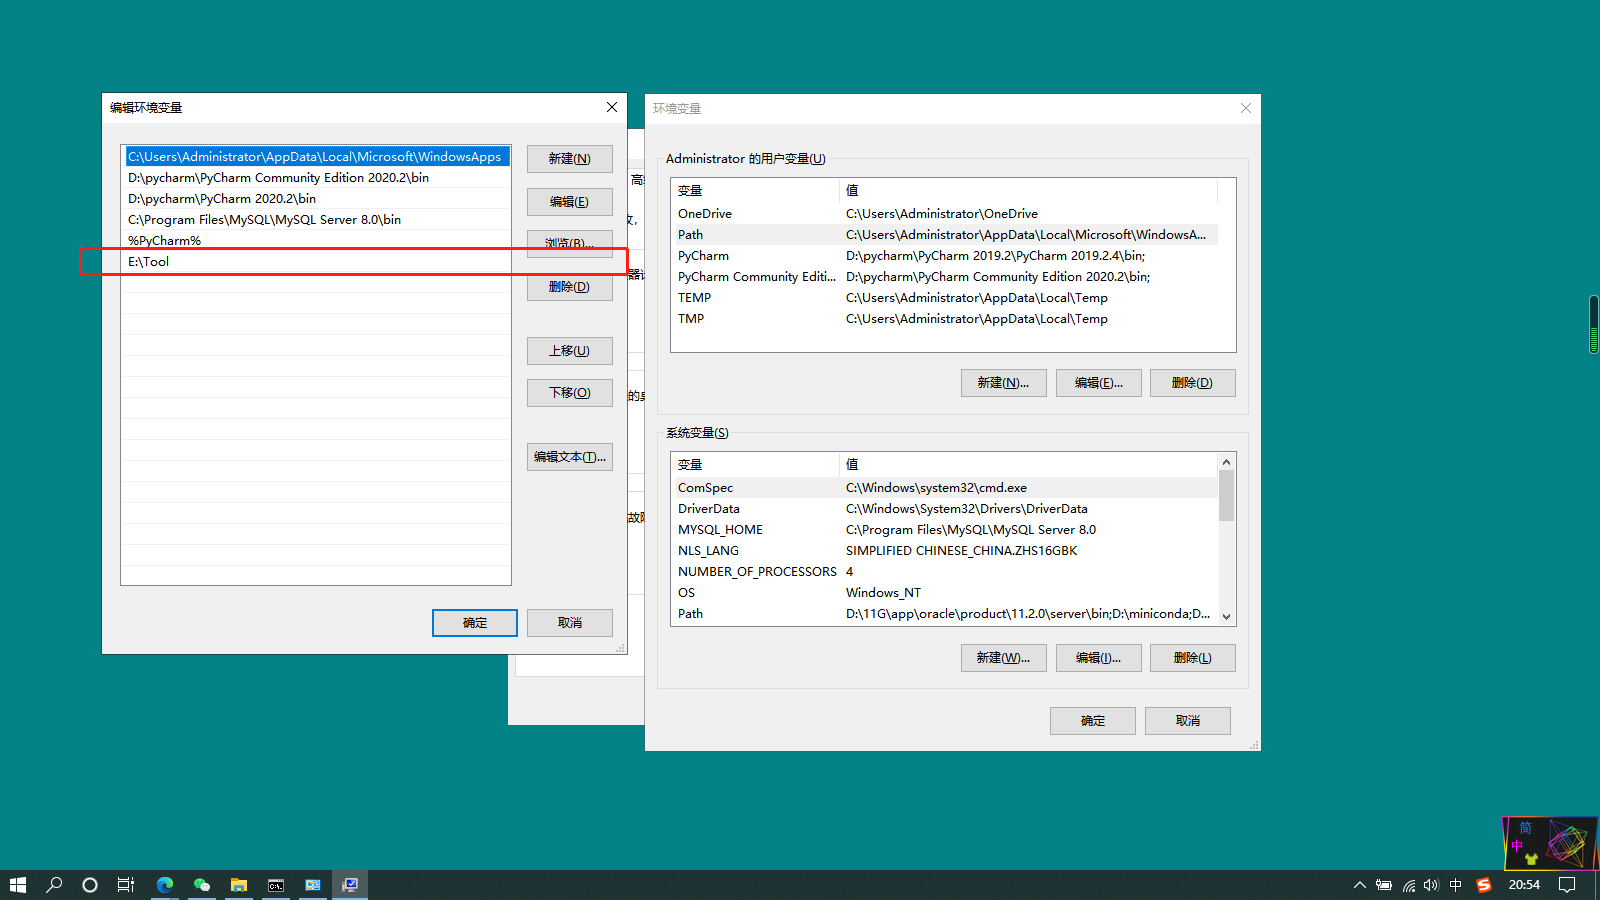 编辑环境变量
C:\Users\Administrator\AppData\Local\Microsoft\WindowsApps
D:\pycharm\PyCharm Community Edition 2020.2\bin
D:\pycharm\PyCharm 2020.2\bin
C:\Program Files\MySQL\MySQL Server 8.0\bin
%PyCharm%
E:\Tool
新建(N)
编辑(E)
浏览(B)...
删除(D)
上移(U)
下移(O)
编辑文本(T)...
确定
取消
环境变量
Administrator 的用户变量(U)
变量 值
OneDrive C:\Users\Administrator\OneDrive
Path C:\Users\Administrator\AppData\Local\Microsoft\WindowsA...
PyCharm D:\pycharm\PyCharm 2019.2\PyCharm 2019.2.4\bin;
PyCharm Community Editi... D:\pycharm\PyCharm Community Edition 2020.2\bin;
TEMP C:\Users\Administrator\AppData\Local\Temp
TMP C:\Users\Administrator\AppData\Local\Temp
新建(N)... 编辑(E)... 删除(D)
系统变量(S)
变量 值
ComSpec C:\Windows\system32\cmd.exe
DriverData C:\Windows\System32\Drivers\DriverData
MYSQL_HOME C:\Program Files\MySQL\MySQL Server 8.0
NLS_LANG SIMPLIFIED CHINESE_CHINA.ZHS16GBK
NUMBER_OF_PROCESSORS 4
OS Windows_NT
Path D:\11G\app\oracle\product\11.2.0\server\bin;D:\miniconda;D...
新建(W)... 编辑(I)... 删除(L)
确定 取消
简
中
中
20:54